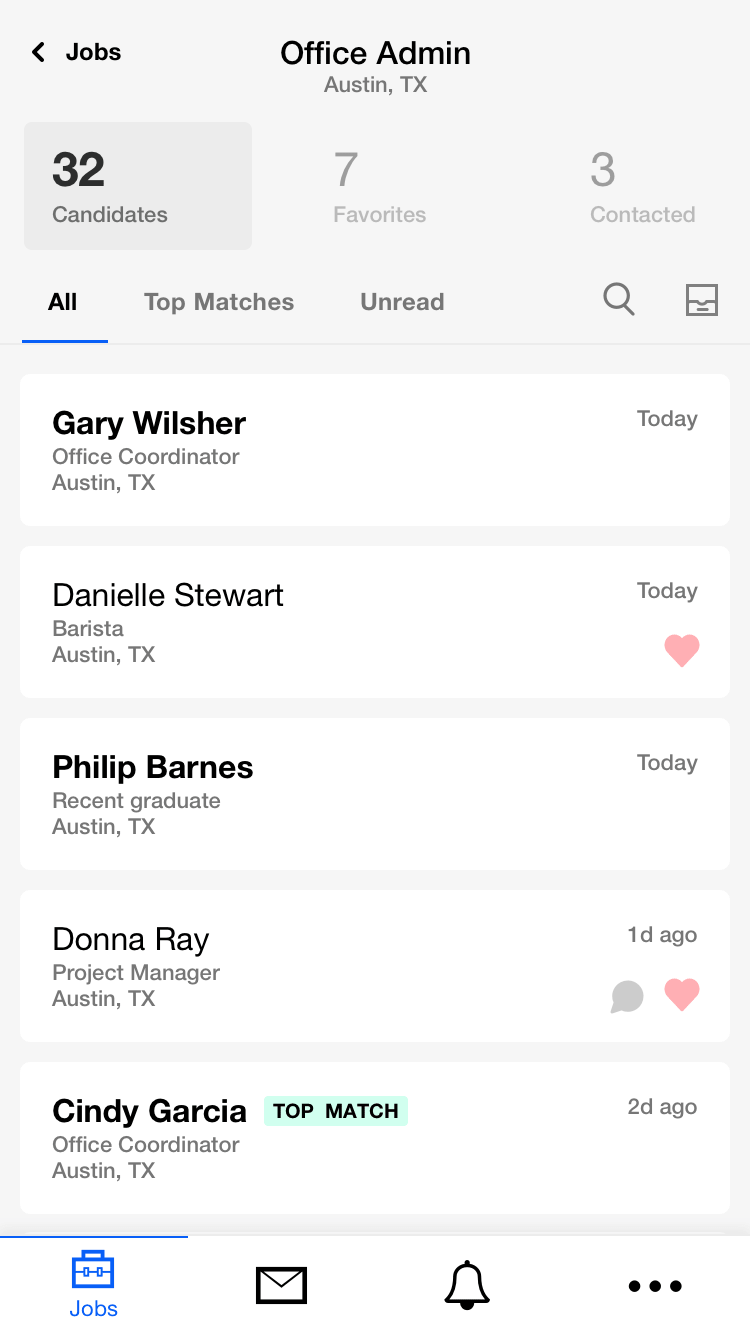 Jobs
Office Admin
Austin, TX
32
Candidates
7
Favorites
3
Contacted
All
Top Matches
Unread
Gary Wilsher
Today
Office Coordinator
Austin, TX
Danielle Stewart
Today
Barista
Austin, TX
Philip Barnes
Today
Recent graduate
Austin, TX
Donna Ray
1d ago
Project Manager
Austin, TX
Cindy Garcia
TOP MATCH
2d ago
Office Coordinator
Austin, TX
Jobs